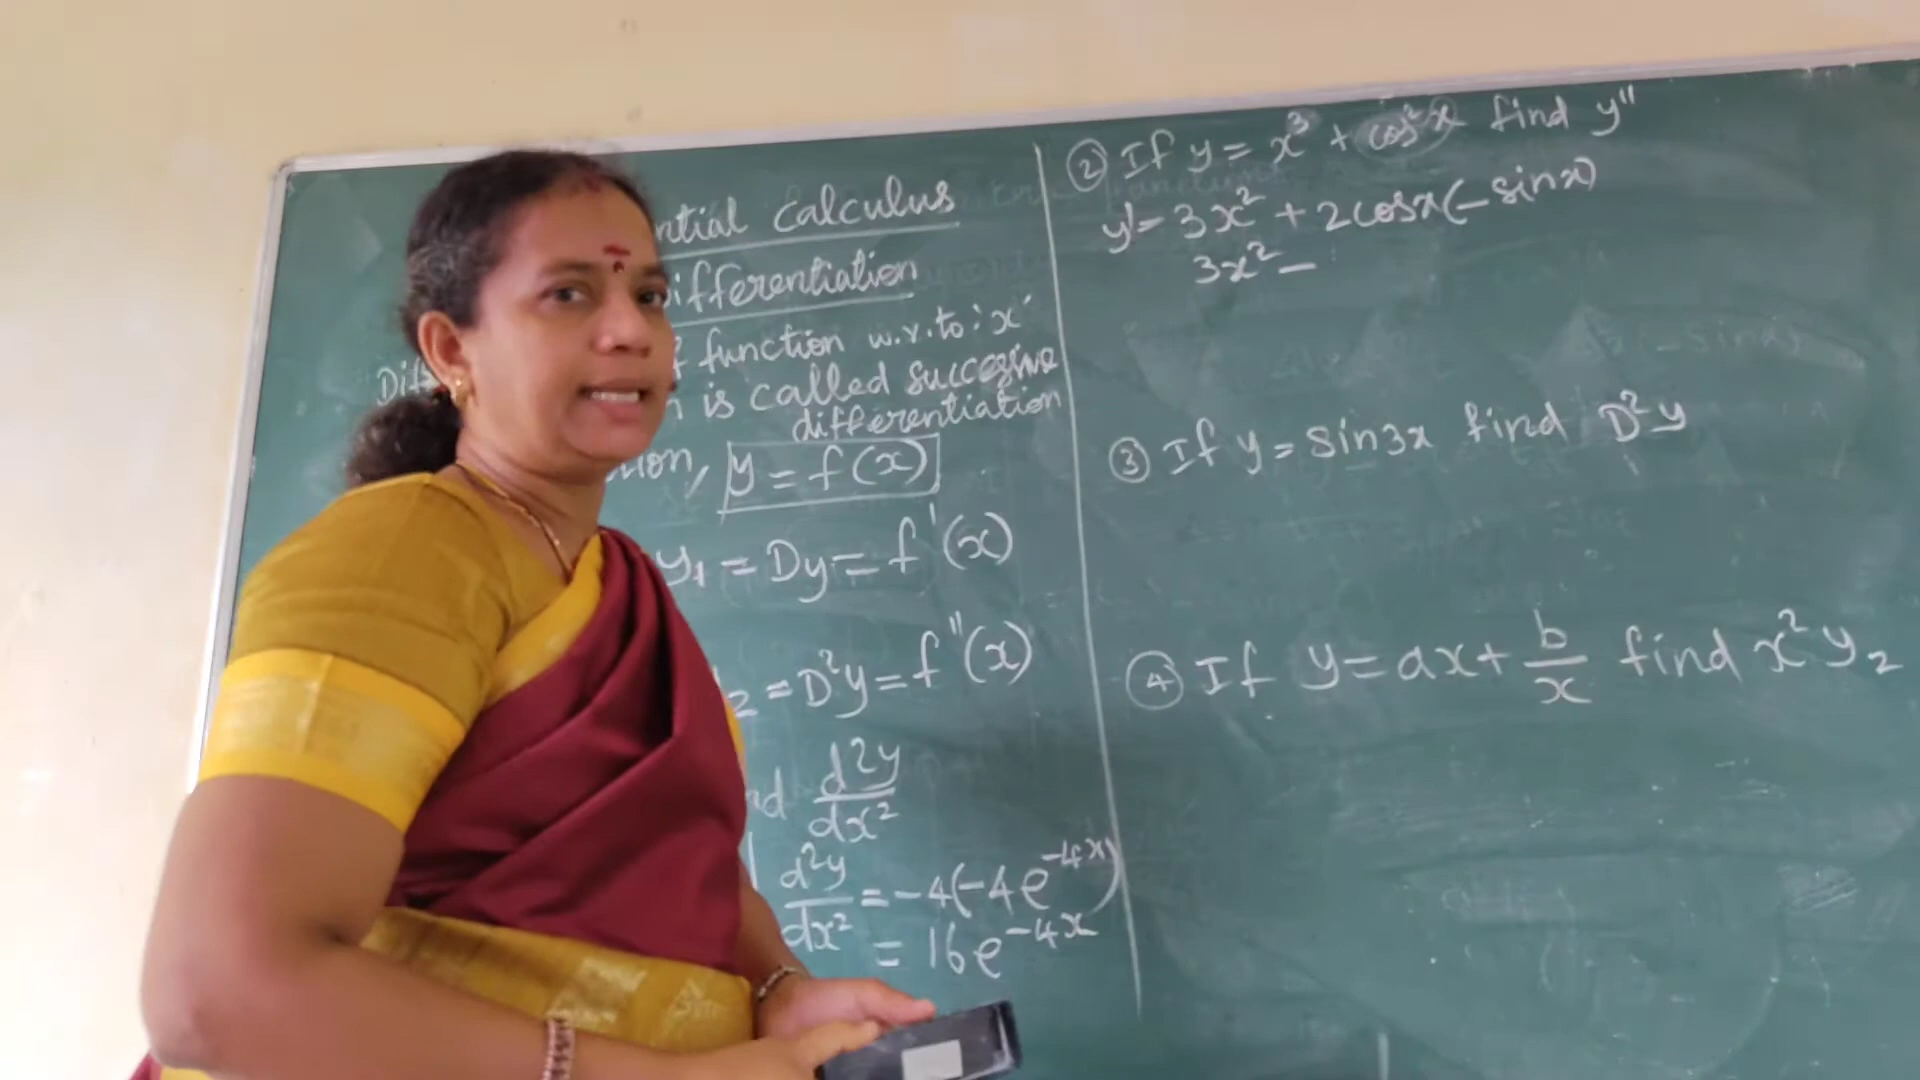 ntial Calculus
ifferentiation
Dif f function w.r.to 'x'
n is called successive
differentiation
tion, y = f(x)
y₁ = Dy = f'(x)
₂ = D²y = f''(x)
nd d²y/dx²
d²y/dx² = -4(-4e^-4x)
= 16e^-4x
② If y = x³ + cos²x find y''
y' = 3x² + 2cosx(-sinx)
3x² -
③ If y = sin3x find D²y
④ If y = ax + b/x find x²y₂